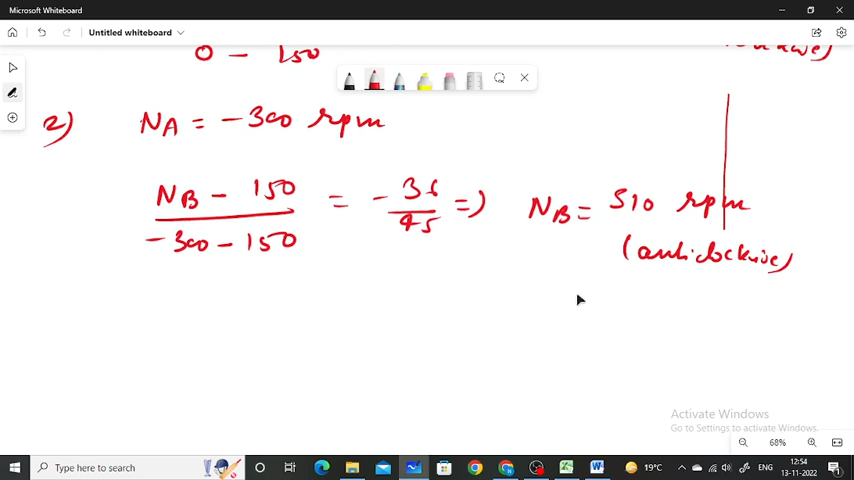 Microsoft Whiteboard
Untitled whiteboard
0 - 150
2) NA = -300 rpm
NB - 150 / -300 - 150 = -36/45 => NB = 510 rpm
(anticlockwise)
Activate Windows
Go to Settings to activate Windows.
68%
Type here to search
19°C
ENG
12:54
13-11-2022